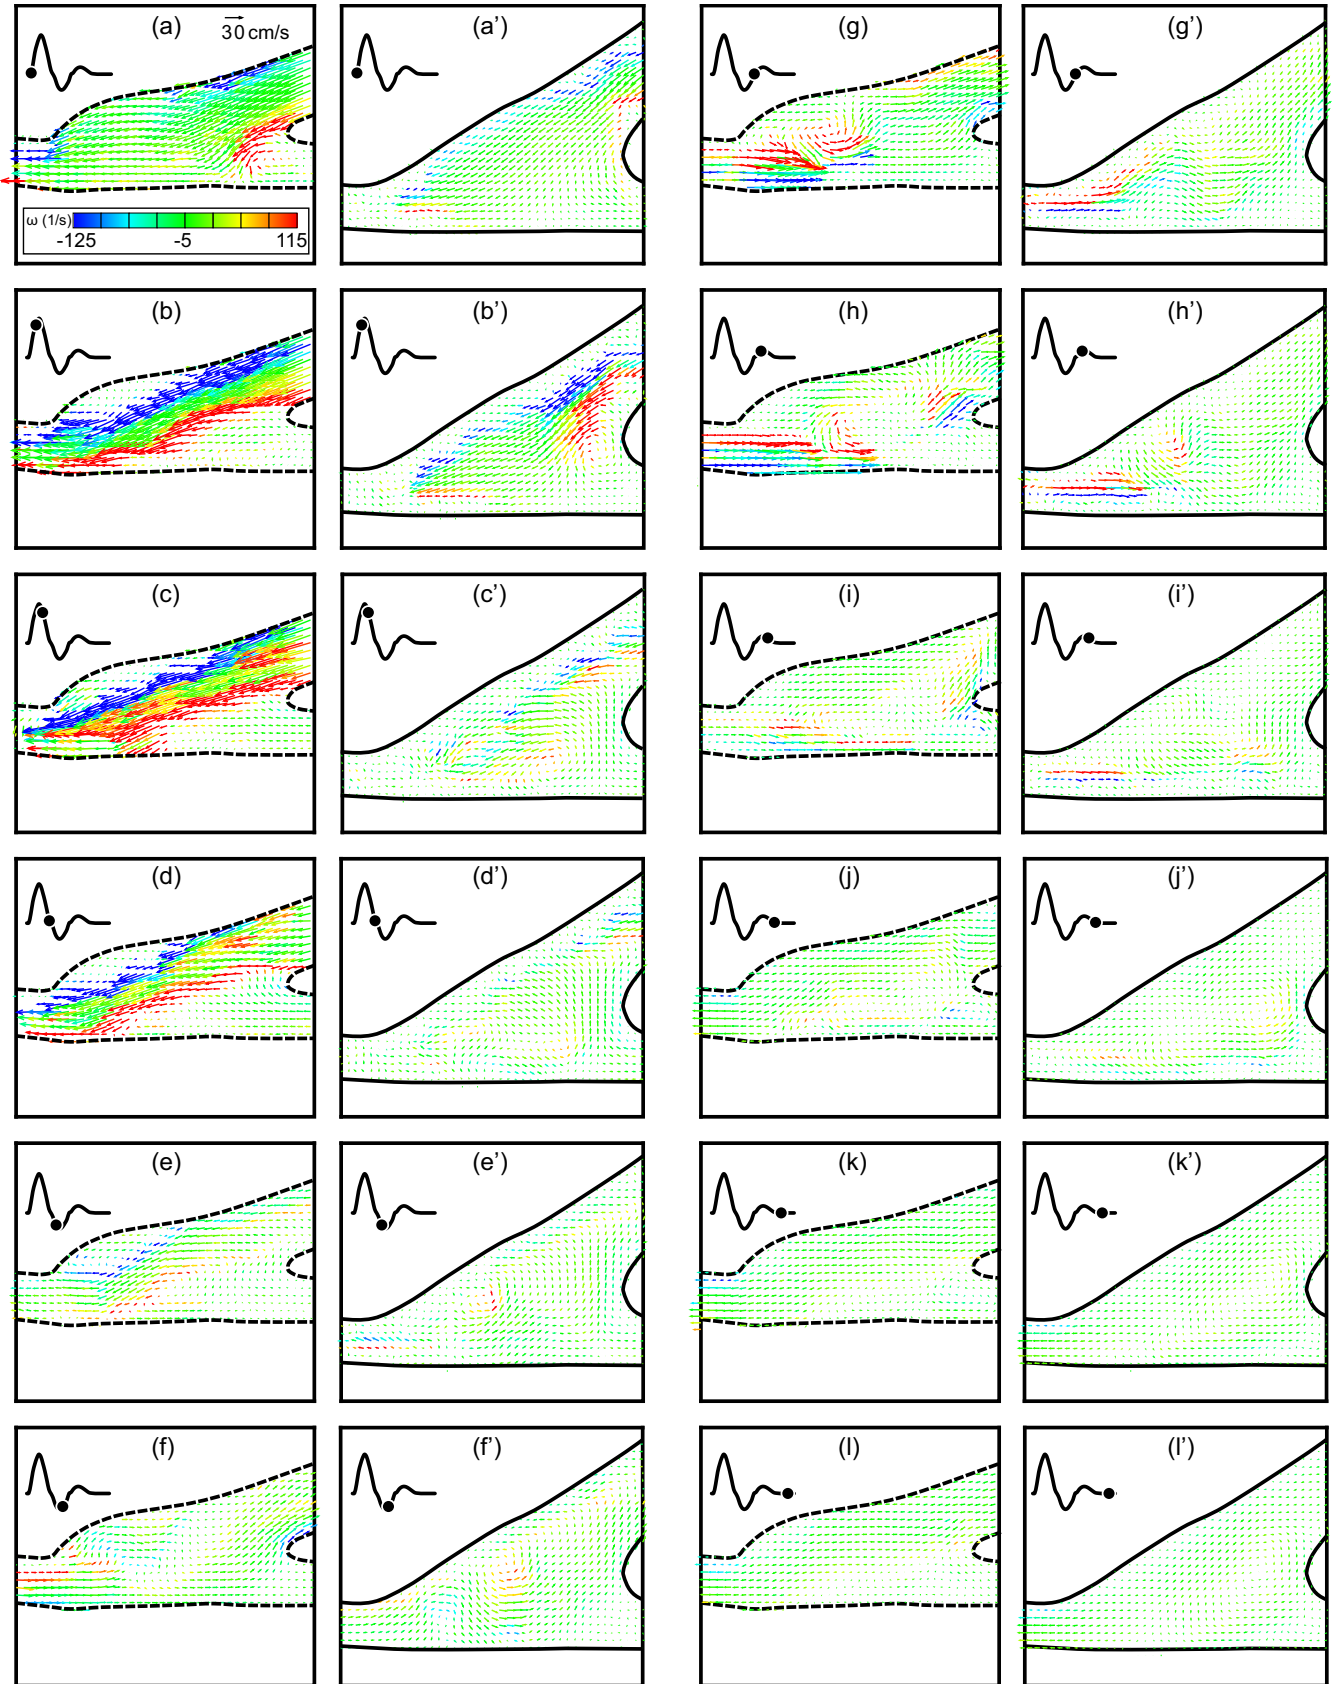 (a) (a’) (g) (g’)
30 cm/s
ω (1/s)
-125 -5 115
(b) (b’) (h) (h’)
(c) (c’) (i) (i’)
(d) (d’) (j) (j’)
(e) (e’) (k) (k’)
(f) (f’) (l) (l’)